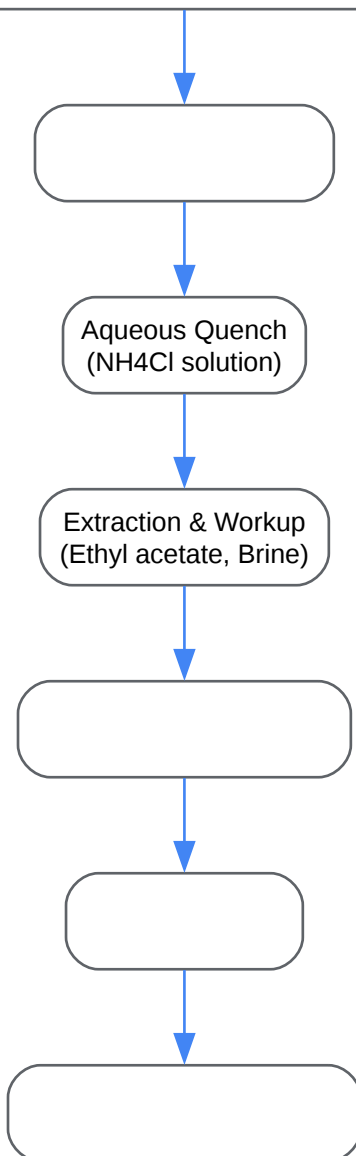 Aqueous Quench
(NH4Cl solution)
Extraction & Workup
(Ethyl acetate, Brine)